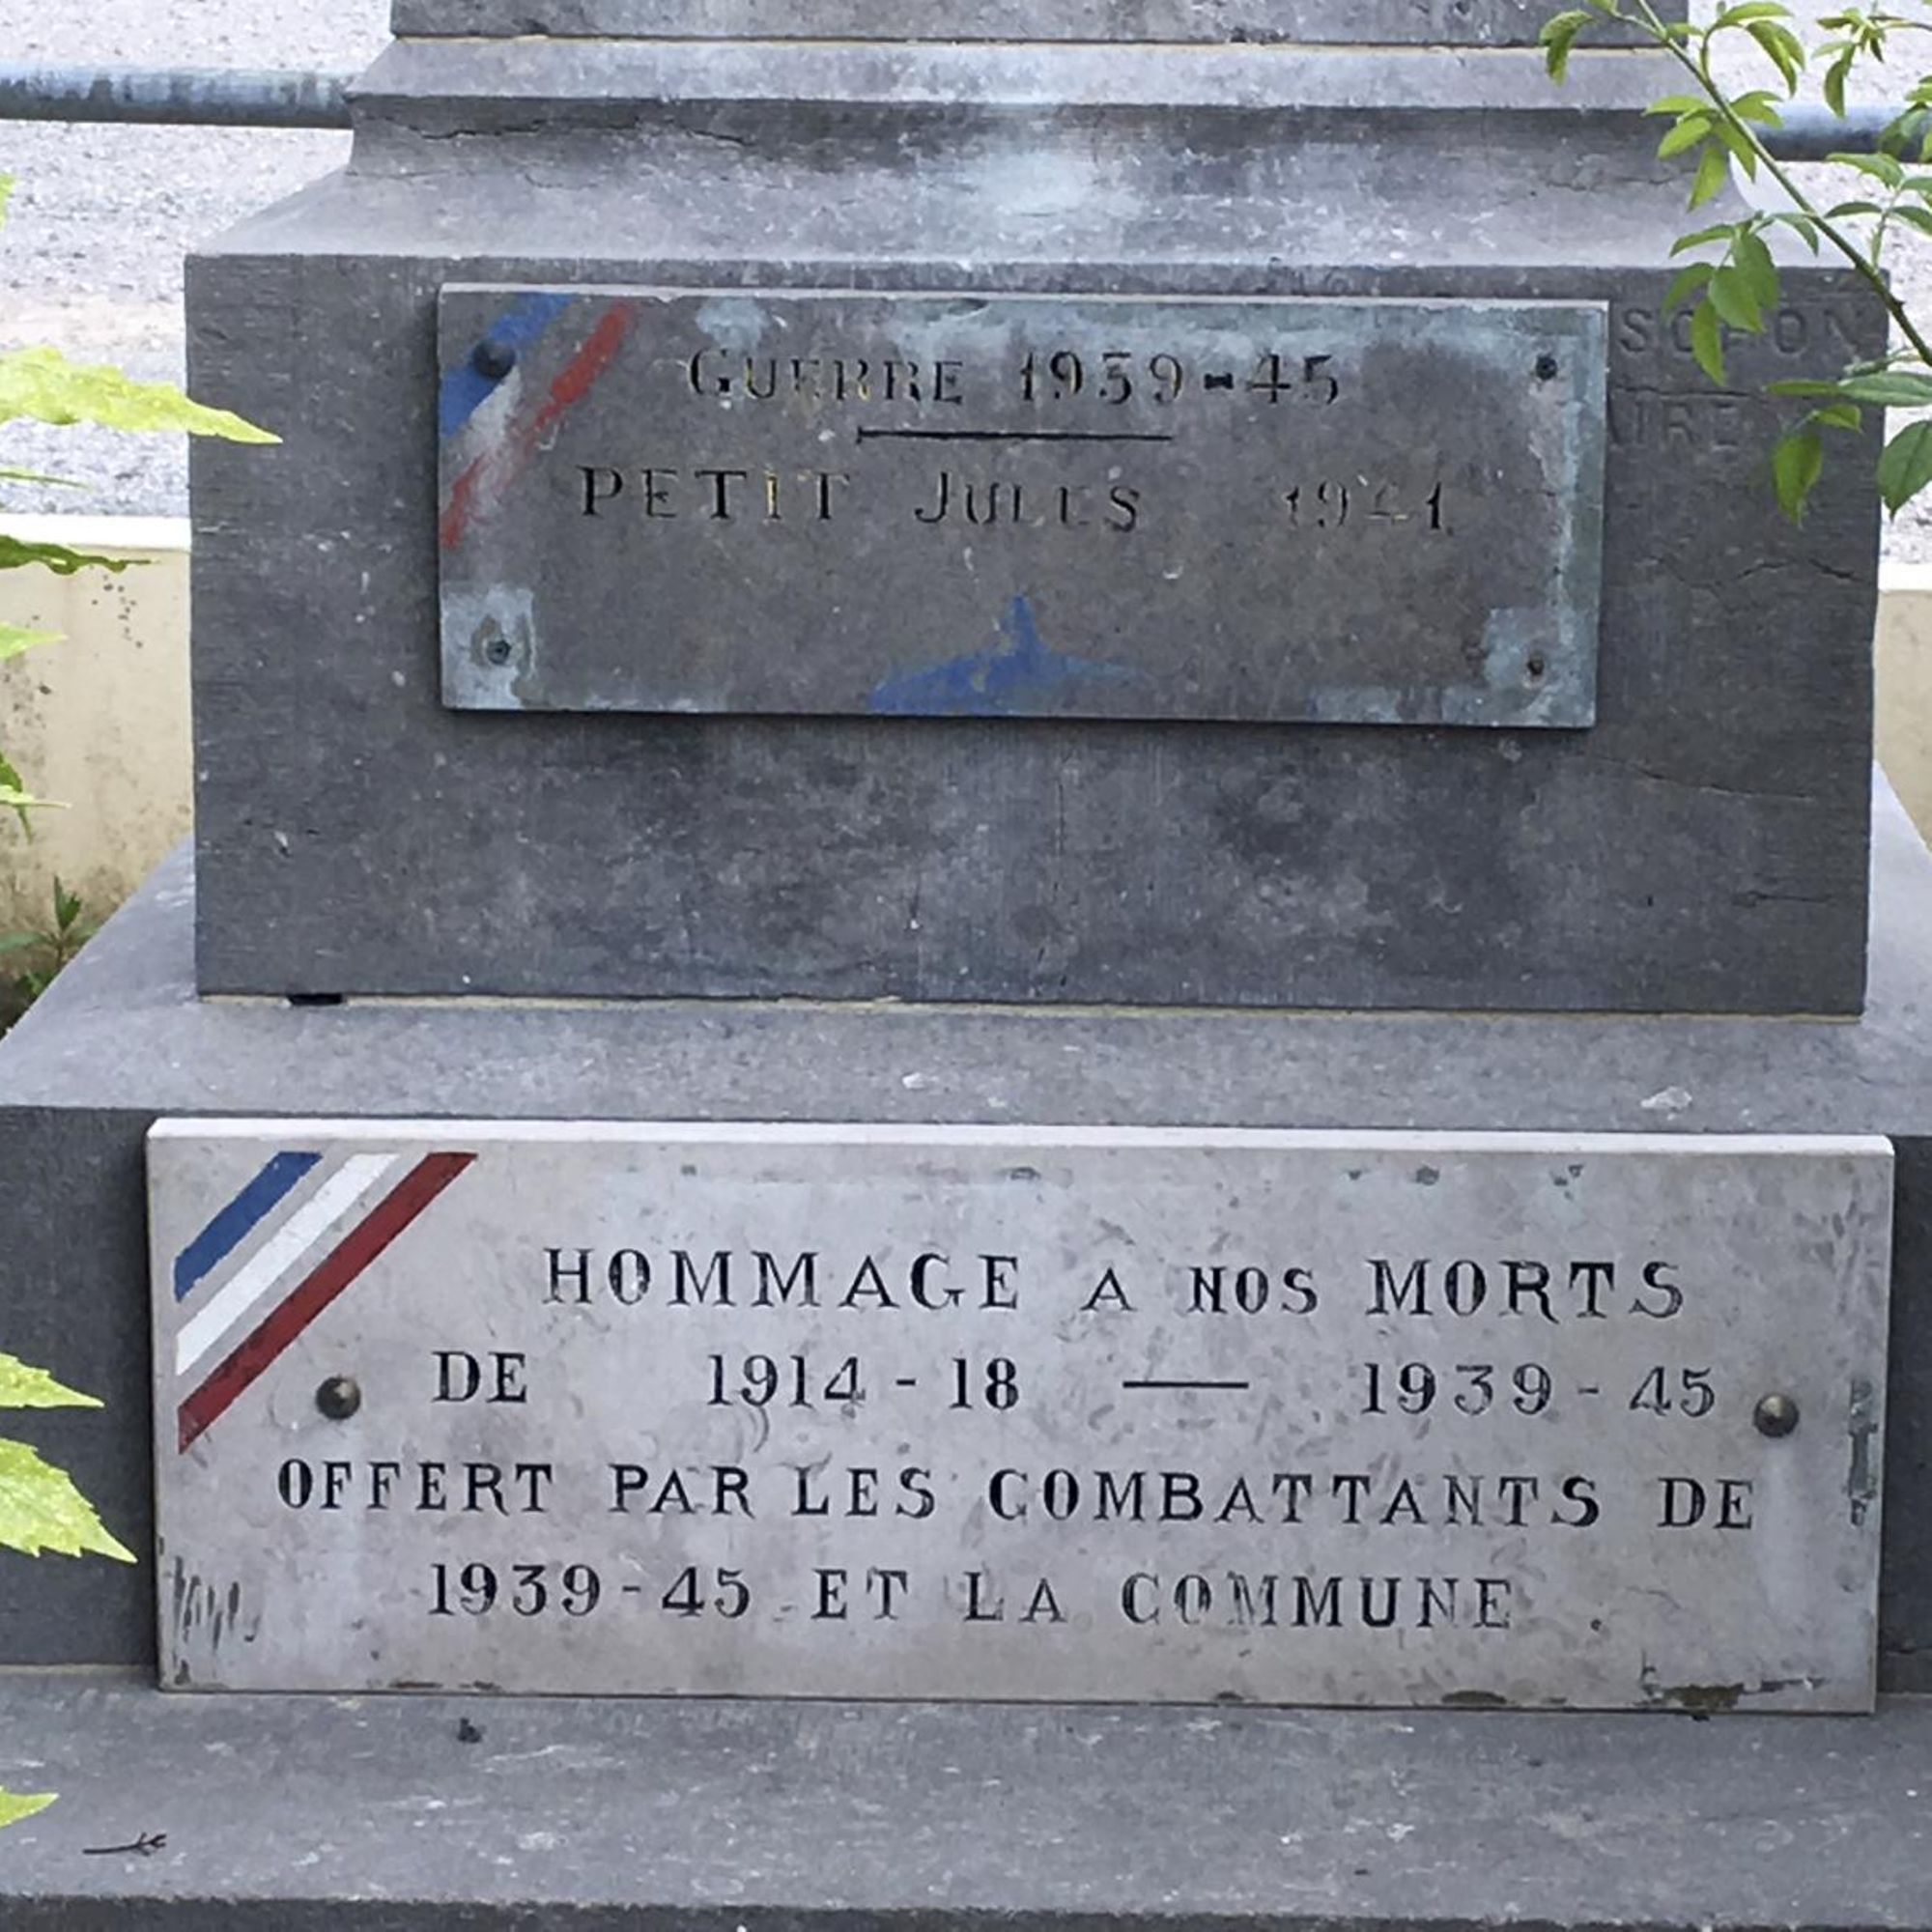 GUERRE 1939-45
PETIT JULES 1941
HOMMAGE A NOS MORTS
DE 1914-18 — 1939-45
OFFERT PAR LES COMBATTANTS DE
1939-45 ET LA COMMUNE.